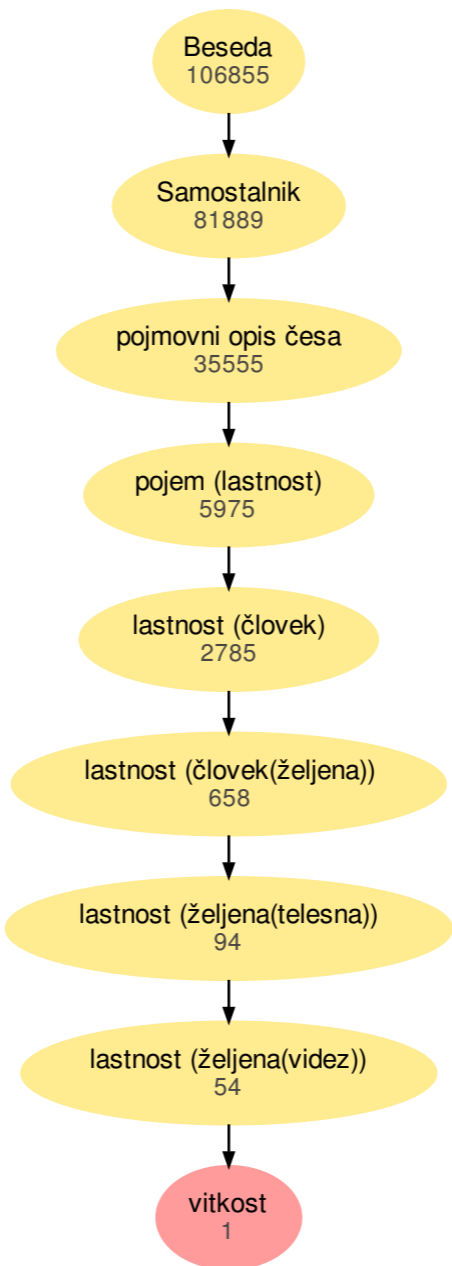 Beseda
106855
Samostalnik
81889
pojmovni opis česa
35555
pojem (lastnost)
5975
lastnost (človek)
2785
lastnost (človek(željena))
658
lastnost (željena(telesna))
94
lastnost (željena(videz))
54
vitkost
1